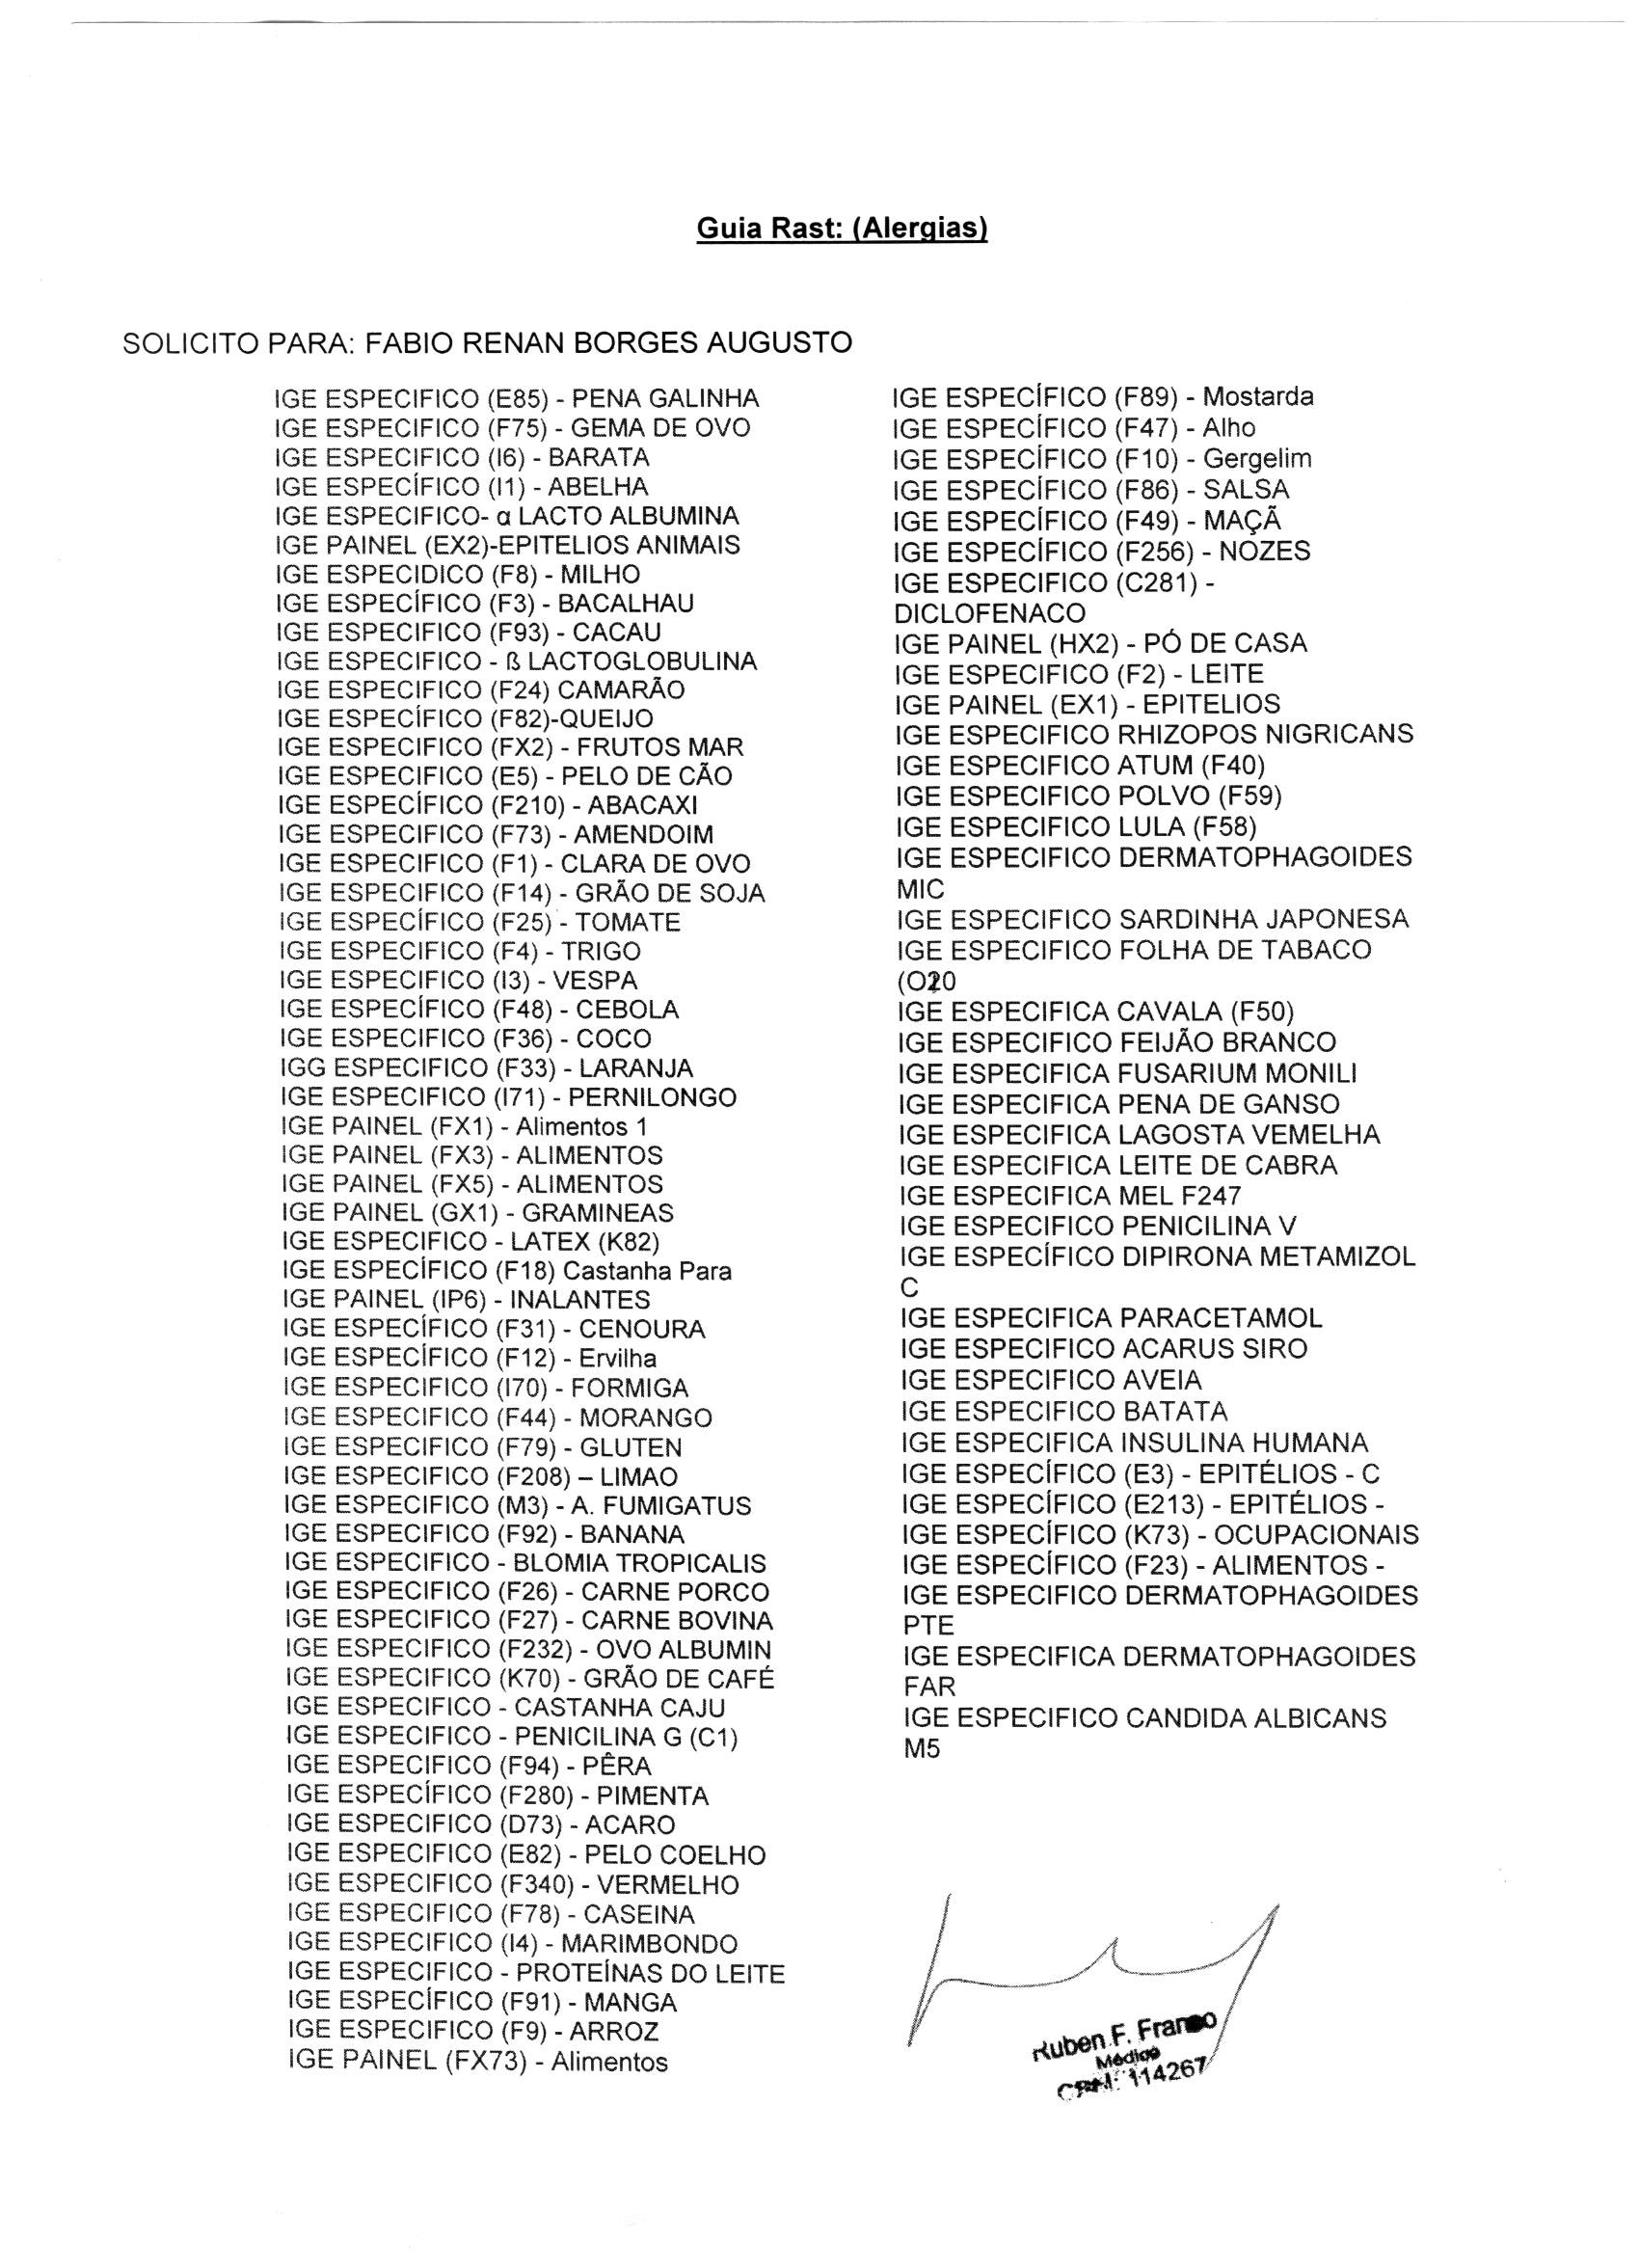 Guia Rast: (Alergias)
SOLICITO PARA: FABIO RENAN BORGES AUGUSTO
IGE ESPECIFICO (E85) - PENA GALINHA
IGE ESPECIFICO (F75) - GEMA DE OVO
IGE ESPECIFICO (I6) - BARATA
IGE ESPECÍFICO (I1) - ABELHA
IGE ESPECIFICO- α LACTO ALBUMINA
IGE PAINEL (EX2)-EPITELIOS ANIMAIS
IGE ESPECIDICO (F8) - MILHO
IGE ESPECÍFICO (F3) - BACALHAU
IGE ESPECIFICO (F93) - CACAU
IGE ESPECIFICO - ß LACTOGLOBULINA
IGE ESPECIFICO (F24) CAMARÃO
IGE ESPECÍFICO (F82)-QUEIJO
IGE ESPECIFICO (FX2) - FRUTOS MAR
IGE ESPECIFICO (E5) - PELO DE CÃO
IGE ESPECÍFICO (F210) - ABACAXI
IGE ESPECIFICO (F73) - AMENDOIM
IGE ESPECIFICO (F1) - CLARA DE OVO
IGE ESPECIFICO (F14) - GRÃO DE SOJA
IGE ESPECÍFICO (F25) - TOMATE
IGE ESPECIFICO (F4) - TRIGO
IGE ESPECIFICO (I3) - VESPA
IGE ESPECÍFICO (F48) - CEBOLA
IGE ESPECIFICO (F36) - COCO
IGG ESPECIFICO (F33) - LARANJA
IGE ESPECIFICO (I71) - PERNILONGO
IGE PAINEL (FX1) - Alimentos 1
IGE PAINEL (FX3) - ALIMENTOS
IGE PAINEL (FX5) - ALIMENTOS
IGE PAINEL (GX1) - GRAMINEAS
IGE ESPECIFICO - LATEX (K82)
IGE ESPECÍFICO (F18) Castanha Para
IGE PAINEL (IP6) - INALANTES
IGE ESPECÍFICO (F31) - CENOURA
IGE ESPECÍFICO (F12) - Ervilha
IGE ESPECIFICO (I70) - FORMIGA
IGE ESPECIFICO (F44) - MORANGO
IGE ESPECIFICO (F79) - GLUTEN
IGE ESPECIFICO (F208) – LIMAO
IGE ESPECIFICO (M3) - A. FUMIGATUS
IGE ESPECIFICO (F92) - BANANA
IGE ESPECIFICO - BLOMIA TROPICALIS
IGE ESPECIFICO (F26) - CARNE PORCO
IGE ESPECIFICO (F27) - CARNE BOVINA
IGE ESPECIFICO (F232) - OVO ALBUMIN
IGE ESPECIFICO (K70) - GRÃO DE CAFÉ
IGE ESPECIFICO - CASTANHA CAJU
IGE ESPECIFICO - PENICILINA G (C1)
IGE ESPECIFICO (F94) - PÊRA
IGE ESPECÍFICO (F280) - PIMENTA
IGE ESPECIFICO (D73) - ACARO
IGE ESPECIFICO (E82) - PELO COELHO
IGE ESPECIFICO (F340) - VERMELHO
IGE ESPECIFICO (F78) - CASEINA
IGE ESPECIFICO (I4) - MARIMBONDO
IGE ESPECIFICO - PROTEÍNAS DO LEITE
IGE ESPECÍFICO (F91) - MANGA
IGE ESPECIFICO (F9) - ARROZ
IGE PAINEL (FX73) - Alimentos
IGE ESPECÍFICO (F89) - Mostarda
IGE ESPECÍFICO (F47) - Alho
IGE ESPECÍFICO (F10) - Gergelim
IGE ESPECÍFICO (F86) - SALSA
IGE ESPECÍFICO (F49) - MAÇÃ
IGE ESPECÍFICO (F256) - NOZES
IGE ESPECIFICO (C281) -
DICLOFENACO
IGE PAINEL (HX2) - PÓ DE CASA
IGE ESPECIFICO (F2) - LEITE
IGE PAINEL (EX1) - EPITELIOS
IGE ESPECIFICO RHIZOPOS NIGRICANS
IGE ESPECIFICO ATUM (F40)
IGE ESPECIFICO POLVO (F59)
IGE ESPECIFICO LULA (F58)
IGE ESPECIFICO DERMATOPHAGOIDES
MIC
IGE ESPECIFICO SARDINHA JAPONESA
IGE ESPECIFICO FOLHA DE TABACO
(O20
IGE ESPECIFICA CAVALA (F50)
IGE ESPECIFICO FEIJÃO BRANCO
IGE ESPECIFICA FUSARIUM MONILI
IGE ESPECIFICA PENA DE GANSO
IGE ESPECIFICA LAGOSTA VEMELHA
IGE ESPECIFICA LEITE DE CABRA
IGE ESPECIFICA MEL F247
IGE ESPECIFICO PENICILINA V
IGE ESPECÍFICO DIPIRONA METAMIZOL
C
IGE ESPECIFICA PARACETAMOL
IGE ESPECIFICO ACARUS SIRO
IGE ESPECIFICO AVEIA
IGE ESPECIFICO BATATA
IGE ESPECIFICA INSULINA HUMANA
IGE ESPECÍFICO (E3) - EPITÉLIOS - C
IGE ESPECÍFICO (E213) - EPITÉLIOS -
IGE ESPECÍFICO (K73) - OCUPACIONAIS
IGE ESPECÍFICO (F23) - ALIMENTOS -
IGE ESPECIFICO DERMATOPHAGOIDES
PTE
IGE ESPECIFICA DERMATOPHAGOIDES
FAR
IGE ESPECIFICO CANDIDA ALBICANS
M5
Ruben F. Franco
Médico
CRM: 114267